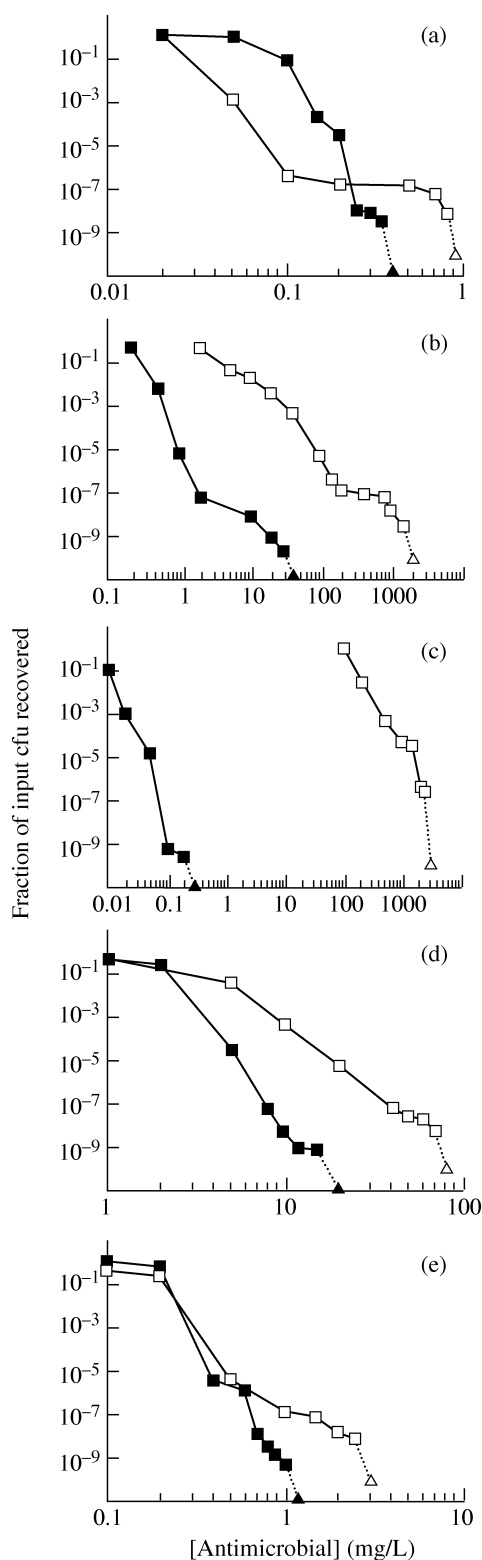 (a)
10⁻¹
10⁻³
10⁻⁵
10⁻⁷
10⁻⁹
0.01 0.1 1
(b)
10⁻¹
10⁻³
10⁻⁵
10⁻⁷
10⁻⁹
0.1 1 10 100 1000
Fraction of input cfu recovered
(c)
10⁻¹
10⁻³
10⁻⁵
10⁻⁷
10⁻⁹
0.01 0.1 1 10 100 1000
(d)
10⁻¹
10⁻³
10⁻⁵
10⁻⁷
10⁻⁹
1 10 100
(e)
10⁻¹
10⁻³
10⁻⁵
10⁻⁷
10⁻⁹
0.1 1 10
[Antimicrobial] (mg/L)